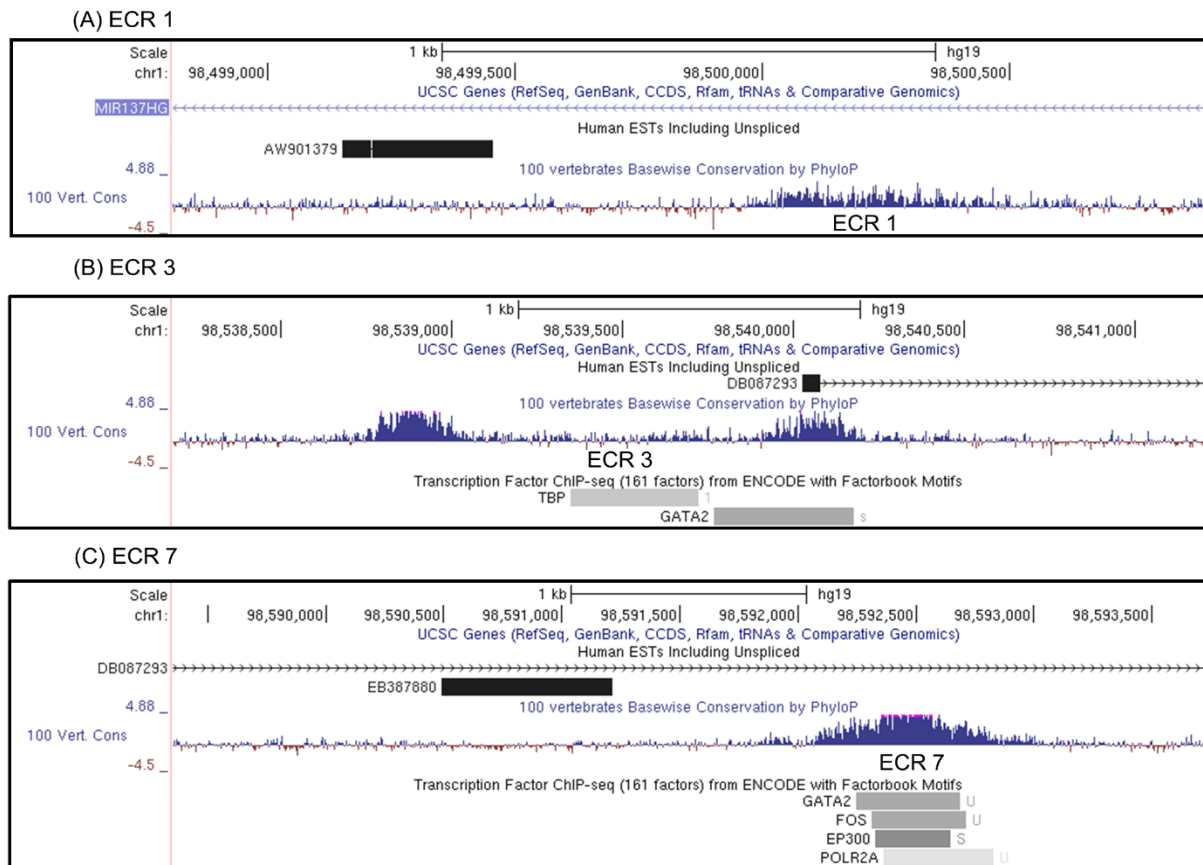 (A) ECR 1
Scale 1 kb hg19
chr1: 98,499,000 98,499,500 98,500,000 98,500,500
UCSC Genes (RefSeq, GenBank, CCDS, Rfam, tRNAs & Comparative Genomics)
MIR137HG
Human ESTs Including Unspliced
AW901379
4.88 _ 100 vertebrates Basewise Conservation by PhyloP
100 Vert. Cons
ECR 1
-4.5 _
(B) ECR 3
Scale 1 kb hg19
chr1: 98,538,500 98,539,000 98,539,500 98,540,000 98,540,500 98,541,000
UCSC Genes (RefSeq, GenBank, CCDS, Rfam, tRNAs & Comparative Genomics)
Human ESTs Including Unspliced
DB087293
4.88 _ 100 vertebrates Basewise Conservation by PhyloP
100 Vert. Cons
-4.5 _ ECR 3
Transcription Factor ChIP-seq (161 factors) from ENCODE with Factorbook Motifs
TBP 1
GATA2 s
(C) ECR 7
Scale 1 kb hg19
chr1: 98,590,000 98,590,500 98,591,000 98,591,500 98,592,000 98,592,500 98,593,000 98,593,500
UCSC Genes (RefSeq, GenBank, CCDS, Rfam, tRNAs & Comparative Genomics)
Human ESTs Including Unspliced
DB087293
EB387880
4.88 _ 100 vertebrates Basewise Conservation by PhyloP
100 Vert. Cons
-4.5 _ ECR 7
Transcription Factor ChIP-seq (161 factors) from ENCODE with Factorbook Motifs
GATA2 U
FOS U
EP300 S
POLR2A U